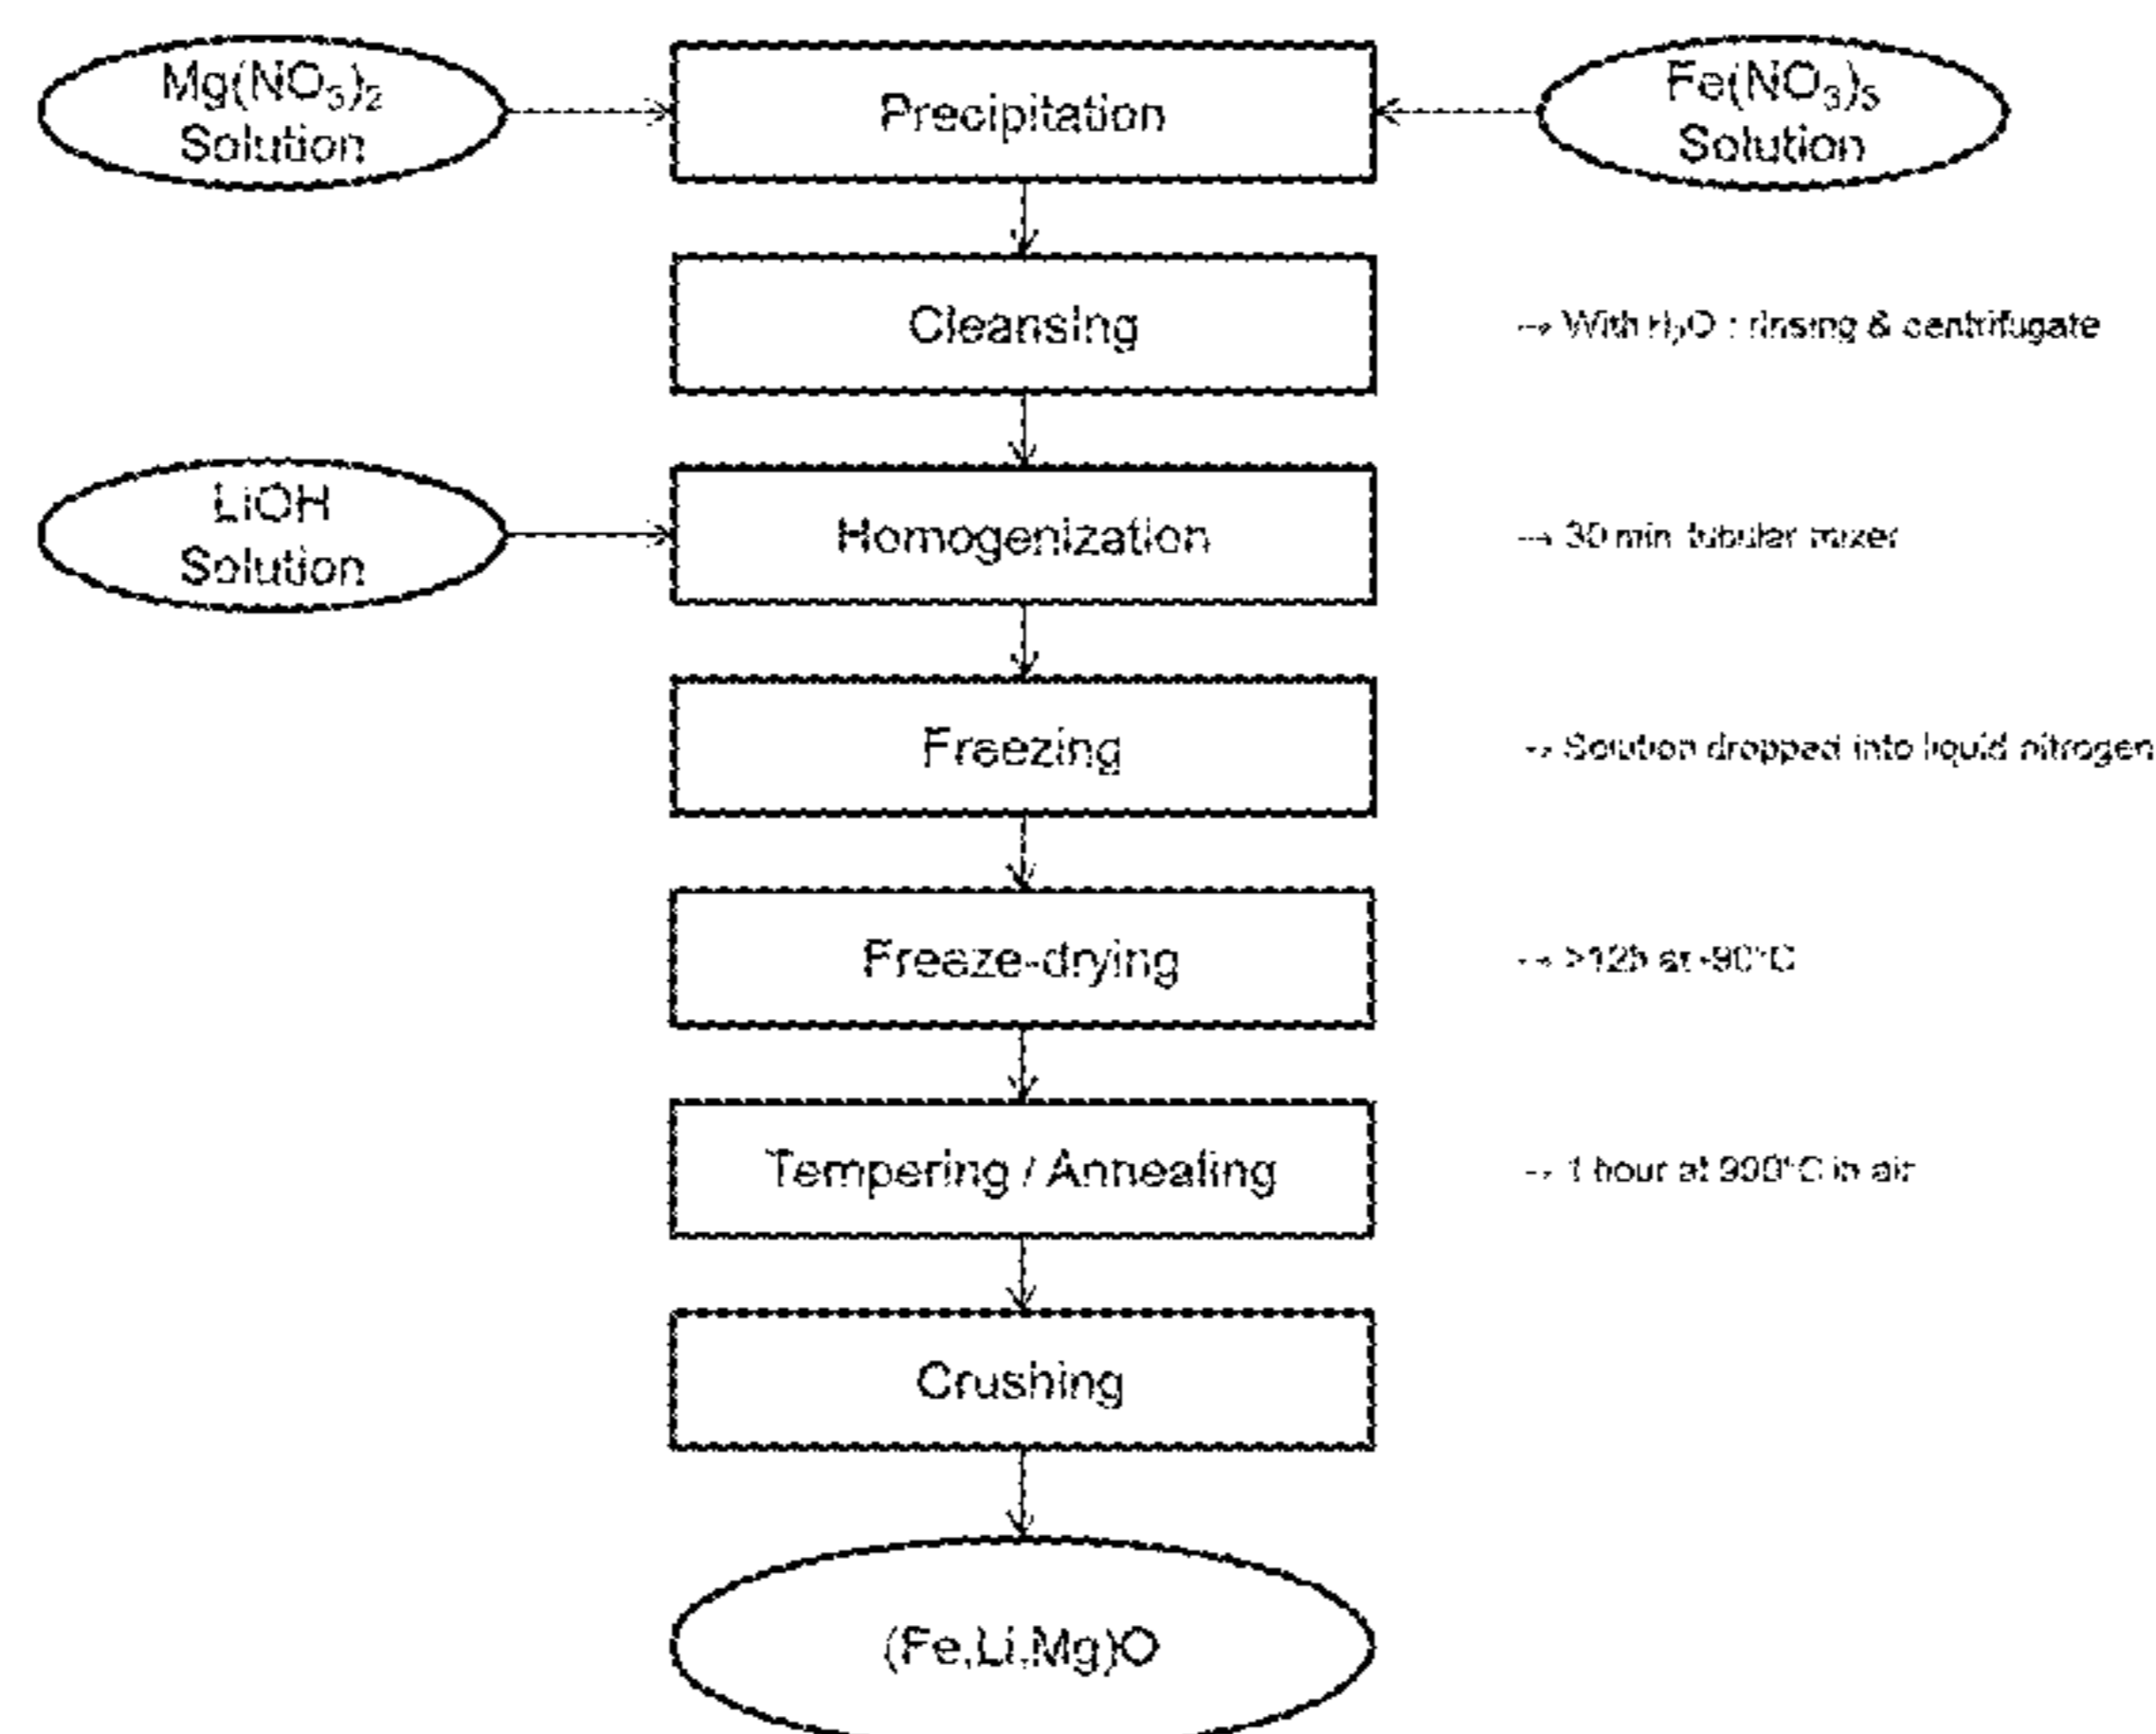 Mg(NO₃)₂
Solution
Precipitation
Fe(NO₃)₃
Solution
Cleansing
→ With H₂O : rinsing & centrifugate
LiOH
Solution
Homogenization
→ 30 min tubular mixer
Freezing
→ Solution dropped into liquid nitrogen
Freeze-drying
→ >12h at -90°C
Tempering / Annealing
→ 1 hour at 900°C in air
Crushing
(Fe,Li,Mg)O